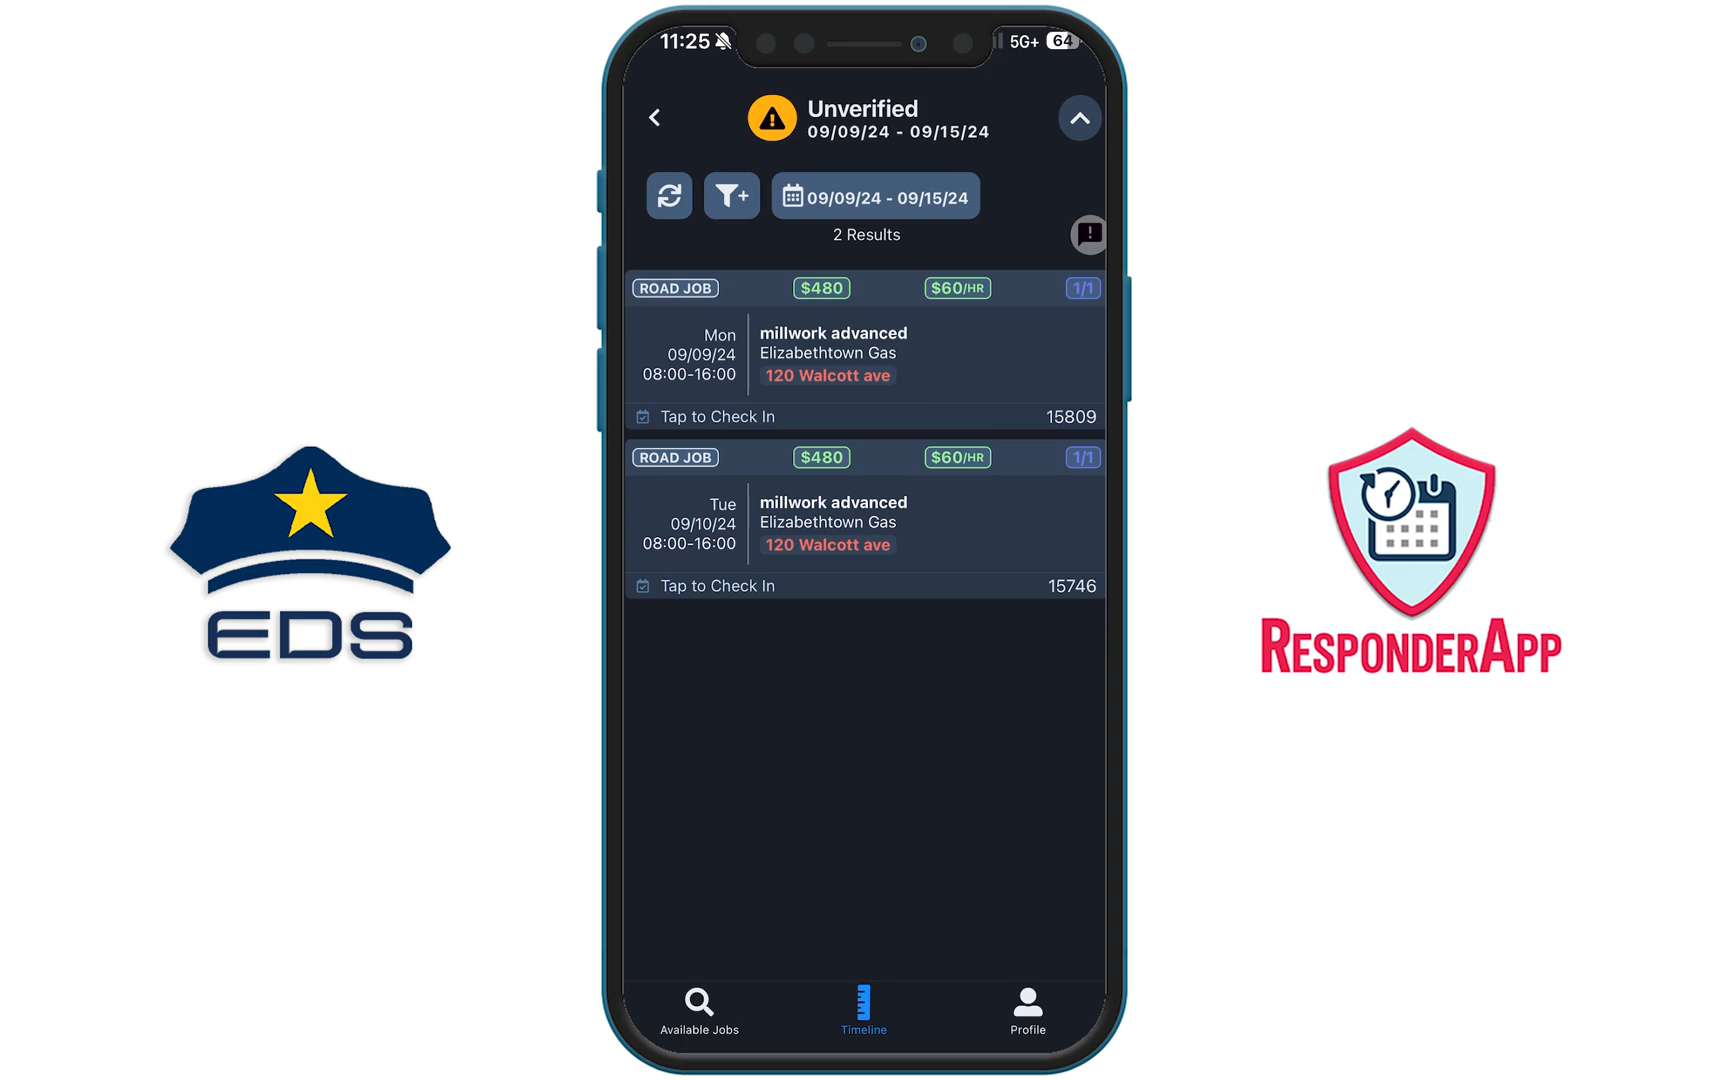 11:25
5G+ 64
Unverified
09/09/24 - 09/15/24
09/09/24 - 09/15/24
2 Results
ROAD JOB $480 $60/HR 1/1
Mon
09/09/24
08:00-16:00
millwork advanced
Elizabethtown Gas
120 Walcott ave
Tap to Check In 15809
ROAD JOB $480 $60/HR 1/1
Tue
09/10/24
08:00-16:00
millwork advanced
Elizabethtown Gas
120 Walcott ave
Tap to Check In 15746
Available Jobs
Timeline
Profile
EDS
RESPONDERAPP